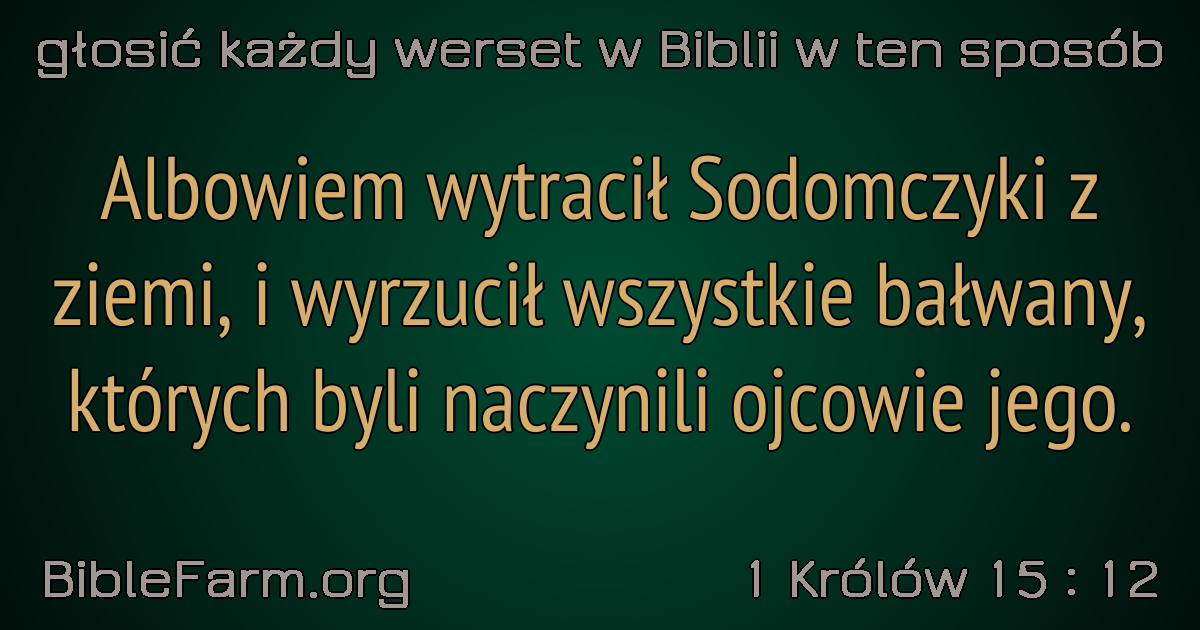 głosić każdy werset w Biblii w ten sposób
Albowiem wytracił Sodomczyki z
ziemi, i wyrzucił wszystkie bałwany,
których byli naczynili ojcowie jego.
BibleFarm.org
1 Królów 15 : 12